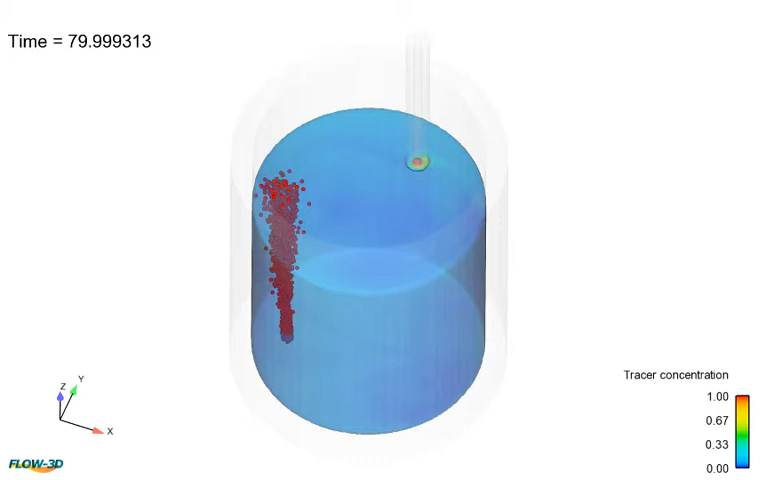 Time = 79.999313
Z
Y
X
FLOW-3D
Tracer concentration
1.00
0.67
0.33
0.00